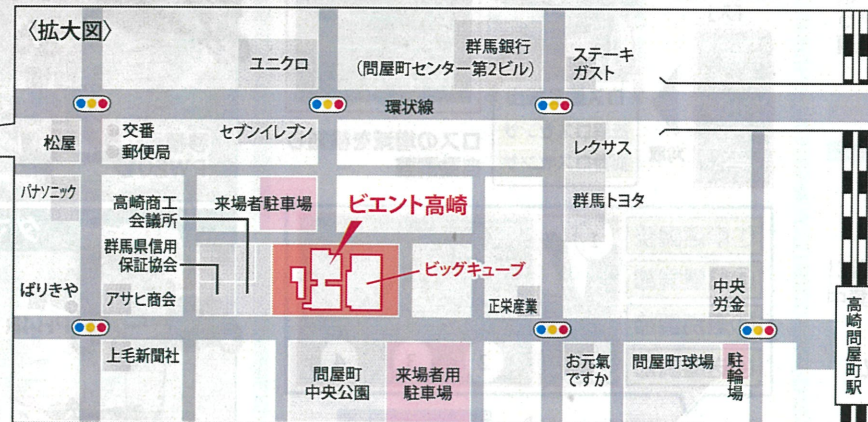 〈拡大図〉
ユニクロ
群馬銀行
(問屋町センター第2ビル)
ステーキ
ガスト
環状線
松屋
交番
郵便局
セブンイレブン
レクサス
パナソニック
高崎商工
会議所
来場者駐車場
ビエント高崎
群馬トヨタ
群馬県信用
保証協会
ビッグキューブ
ぱりきや
アサヒ商会
正栄産業
中央
労金
高崎問屋町駅
上毛新聞社
問屋町
中央公園
来場者用
駐車場
お元氣
ですか
問屋町球場
駐輪場